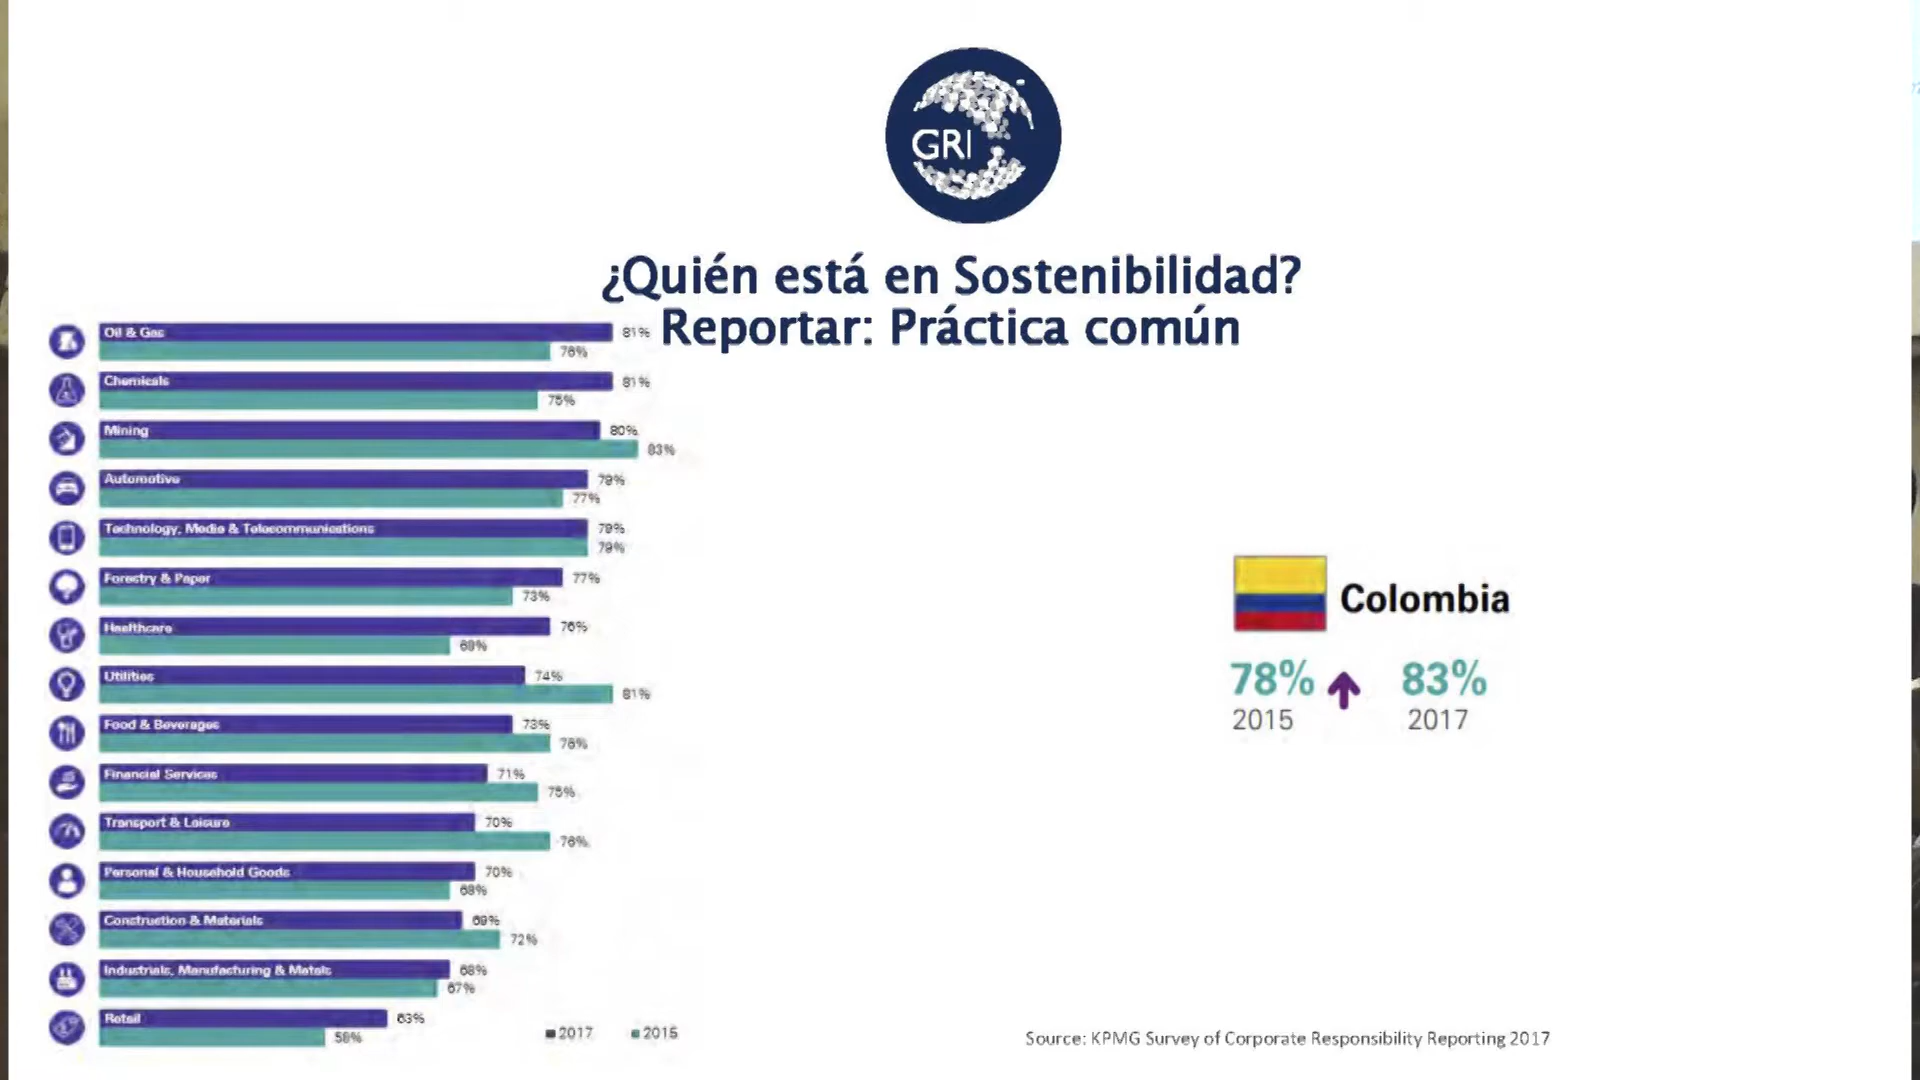 GRI
¿Quién está en Sostenibilidad?
Reportar: Práctica común
Oil & Gas 81%
76%
Chemicals 81%
75%
Mining 80%
83%
Automotive 79%
77%
Technology, Media & Telecommunications 79%
79%
Forestry & Paper 77%
73%
Healthcare 76%
68%
Utilities 74%
81%
Food & Beverages 73%
76%
Financial Services 71%
75%
Transport & Leisure 70%
76%
Personal & Household Goods 70%
68%
Construction & Materials 69%
72%
Industrials, Manufacturing & Metals 68%
67%
Retail 63%
58%
2017 2015
Colombia
78% 83%
2015 2017
Source: KPMG Survey of Corporate Responsibility Reporting 2017